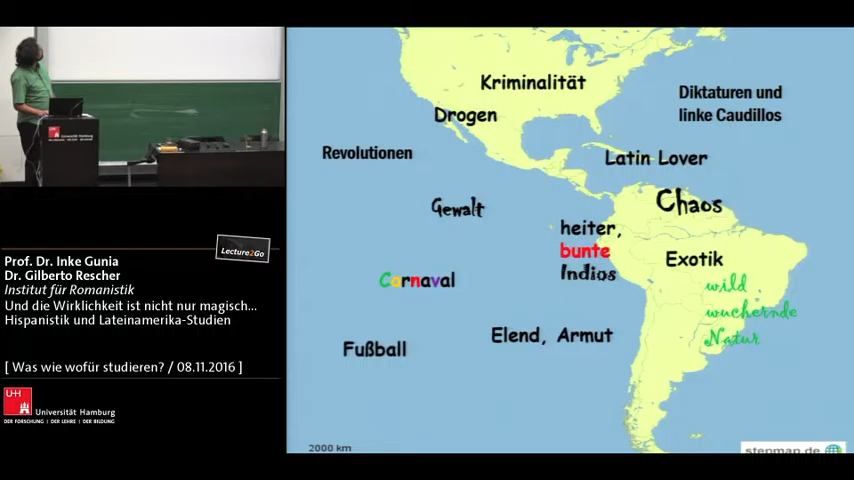 Universität Hamburg
Lecture2Go
Prof. Dr. Inke Gunia
Dr. Gilberto Rescher
Institut für Romanistik
Und die Wirklichkeit ist nicht nur magisch...
Hispanistik und Lateinamerika-Studien
[ Was wie wofür studieren? / 08.11.2016 ]
UH
Universität Hamburg
DER FORSCHUNG | DER LEHRE | DER BILDUNG
Kriminalität
Diktaturen und
linke Caudillos
Drogen
Revolutionen
Latin Lover
Chaos
Gewalt
heiter,
bunte
Indios
Exotik
Carnaval
wild
wuchernde
Natur
Elend, Armut
Fußball
2000 km
stepmap.de